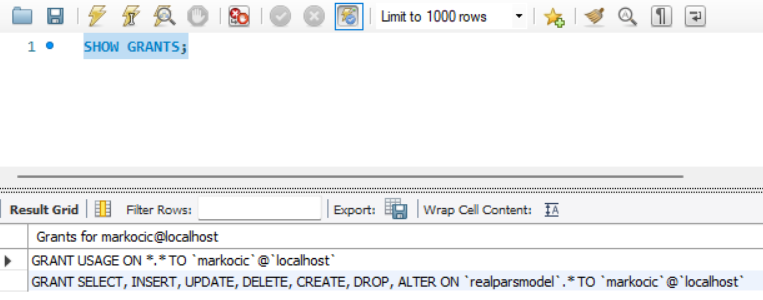 Limit to 1000 rows
1 SHOW GRANTS;
Result Grid Filter Rows: Export: Wrap Cell Content:
Grants for markocic@localhost
GRANT USAGE ON *.* TO `markocic`@`localhost`
GRANT SELECT, INSERT, UPDATE, DELETE, CREATE, DROP, ALTER ON `realparsmodel`.* TO `markocic`@`localhost`